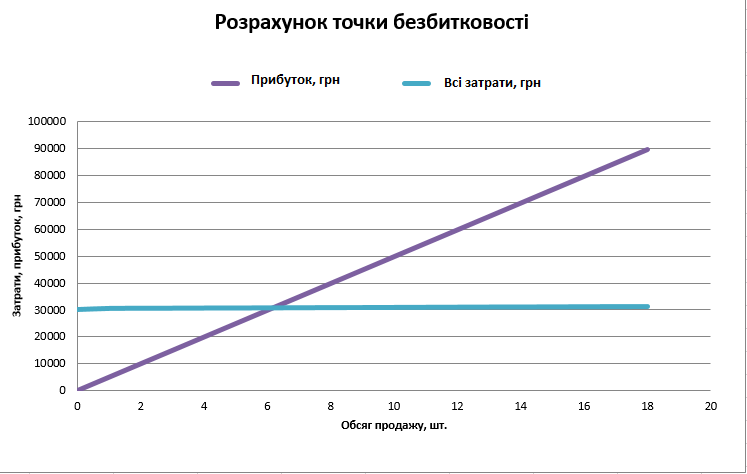 Розрахунок точки безбитковості
Прибуток, грн
Всі затрати, грн
Затрати, прибуток, грн
100000
90000
80000
70000
60000
50000
40000
30000
20000
10000
0
0 2 4 6 8 10 12 14 16 18 20
Обсяг продажу, шт.